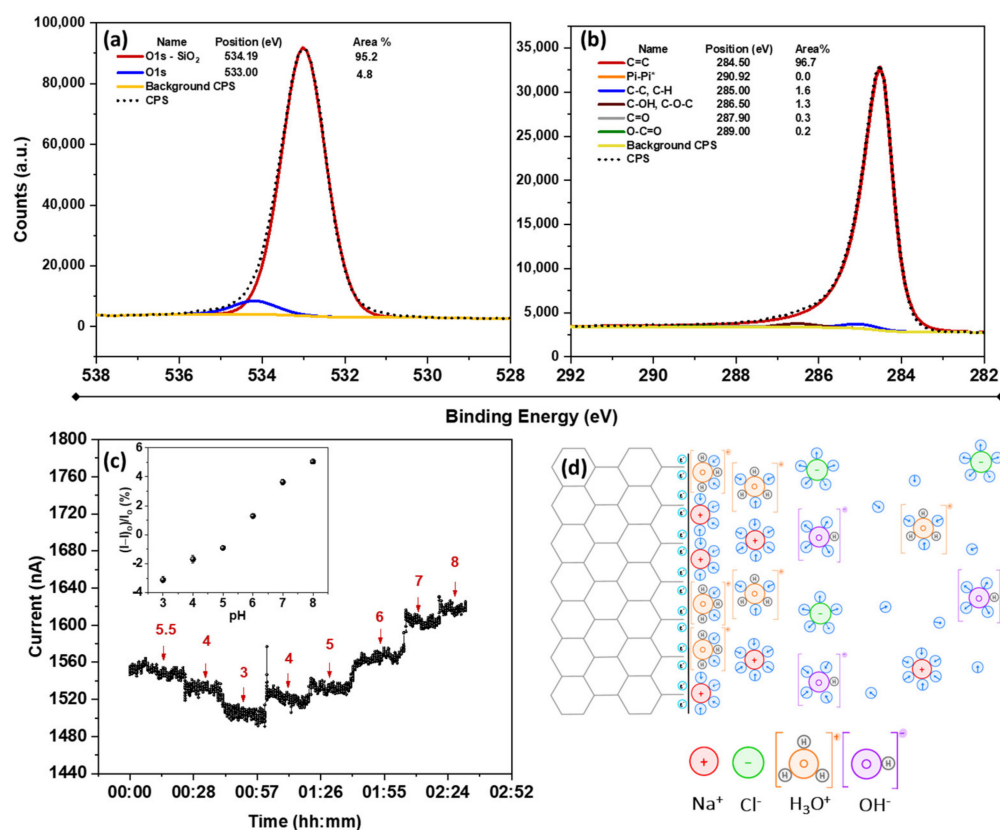 (a)
Name Position (eV) Area %
O1s - SiO₂ 534.19 95.2
O1s 533.00 4.8
Background CPS
CPS
100,000
80,000
60,000
40,000
20,000
0
538 536 534 532 530 528
Counts (a.u.)
(b)
Name Position (eV) Area%
C=C 284.50 96.7
Pi-Pi* 290.92 0.0
C-C, C-H 285.00 1.6
C-OH, C-O-C 286.50 1.3
C=O 287.90 0.3
O-C=O 289.00 0.2
Background CPS
CPS
35,000
30,000
25,000
20,000
15,000
10,000
5,000
0
292 290 288 286 284 282
Binding Energy (eV)
(c)
1800
1760
1720
1680
1640
1600
1560
1520
1480
1440
Current (nA)
00:00 00:28 00:57 01:26 01:55 02:24 02:52
Time (hh:mm)
5.5 4 3 4 5 6 7 8
6
4
2
0
-2
-4
(I–I)₀)/I₀ (%)
3 4 5 6 7 8
pH
(d)
Na⁺ Cl⁻ H₃O⁺ OH⁻